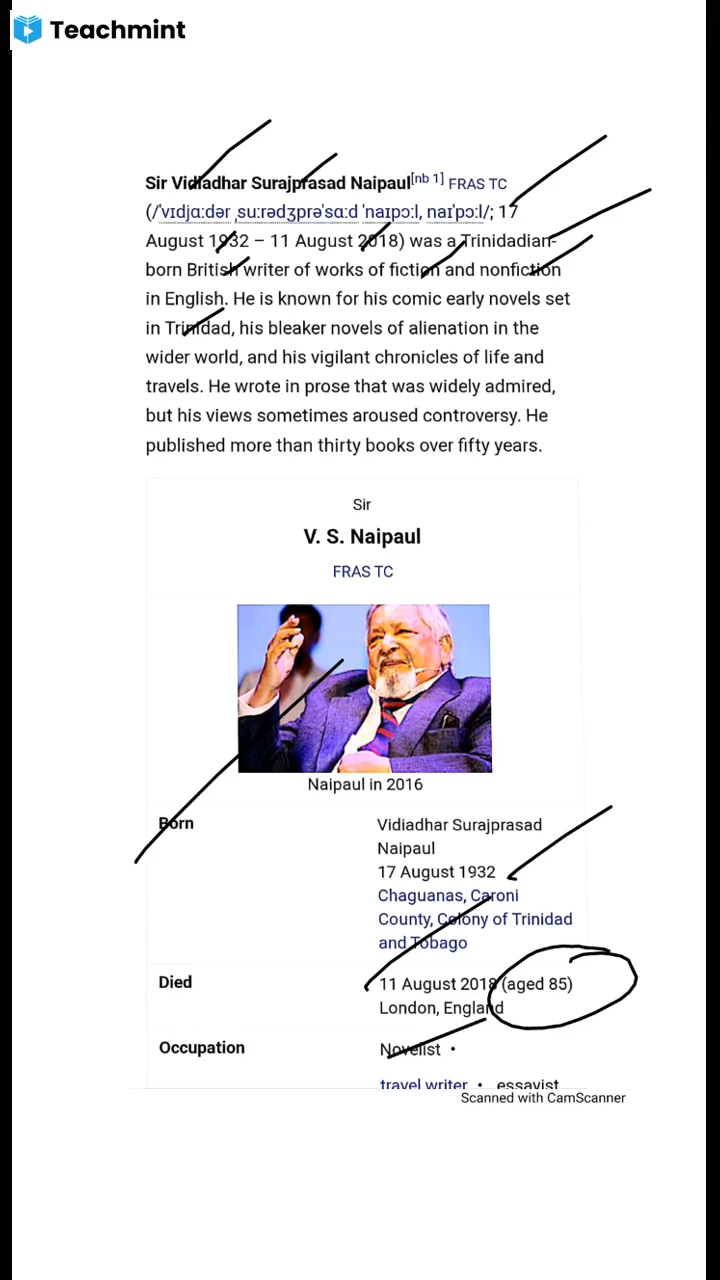 Teachmint
Sir Vidiadhar Surajprasad Naipaul[nb 1] FRAS TC
(/ˈvɪdjɑːdər ˌsuːrədʒprəˈsɑːd ˈnaɪpɔːl, naɪˈpɔːl/; 17
August 1932 – 11 August 2018) was a Trinidadian-
born British writer of works of fiction and nonfiction
in English. He is known for his comic early novels set
in Trinidad, his bleaker novels of alienation in the
wider world, and his vigilant chronicles of life and
travels. He wrote in prose that was widely admired,
but his views sometimes aroused controversy. He
published more than thirty books over fifty years.
Sir
V. S. Naipaul
FRAS TC
Naipaul in 2016
Born
Vidiadhar Surajprasad
Naipaul
17 August 1932
Chaguanas, Caroni
County, Colony of Trinidad
and Tobago
Died
11 August 2018 (aged 85)
London, England
Occupation
Novelist •
travel writer • essayist
Scanned with CamScanner